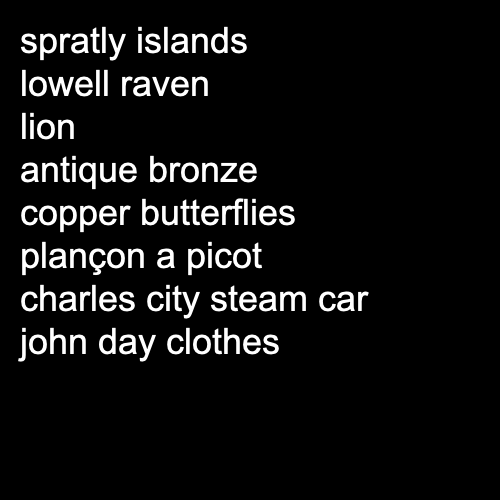 spratly islands
lowell raven
lion
antique bronze
copper butterflies
plançon a picot
charles city steam car
john day clothes